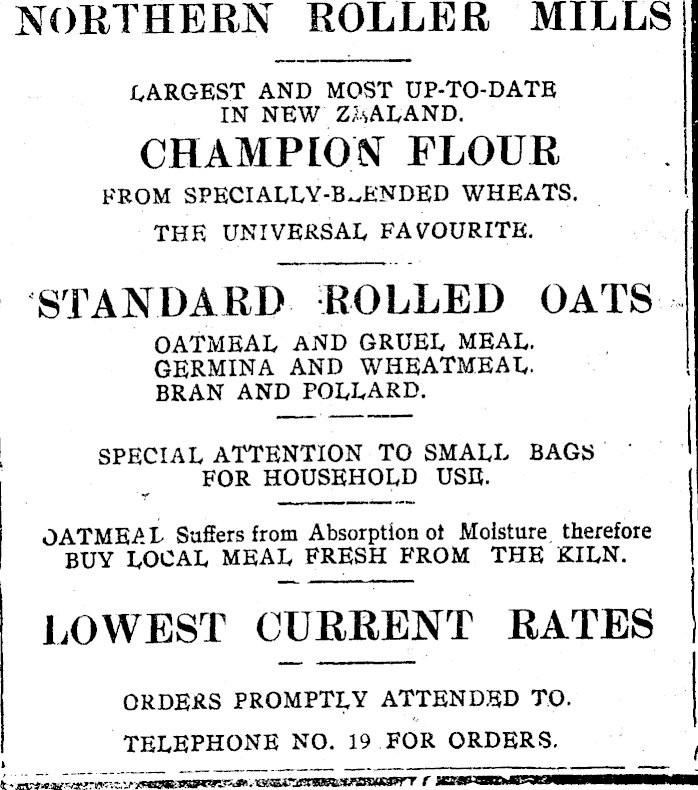 NORTHERN ROLLER MILLS
LARGEST AND MOST UP-TO-DATE
IN NEW ZEALAND.
CHAMPION FLOUR
FROM SPECIALLY-BLENDED WHEATS.
THE UNIVERSAL FAVOURITE.
STANDARD ROLLED OATS
OATMEAL AND GRUEL MEAL.
GERMINA AND WHEATMEAL.
BRAN AND POLLARD.
SPECIAL ATTENTION TO SMALL BAGS
FOR HOUSEHOLD USE.
OATMEAL Suffers from Absorption of Moisture therefore
BUY LOCAL MEAL FRESH FROM THE KILN.
LOWEST CURRENT RATES
ORDERS PROMPTLY ATTENDED TO.
TELEPHONE NO. 19 FOR ORDERS.